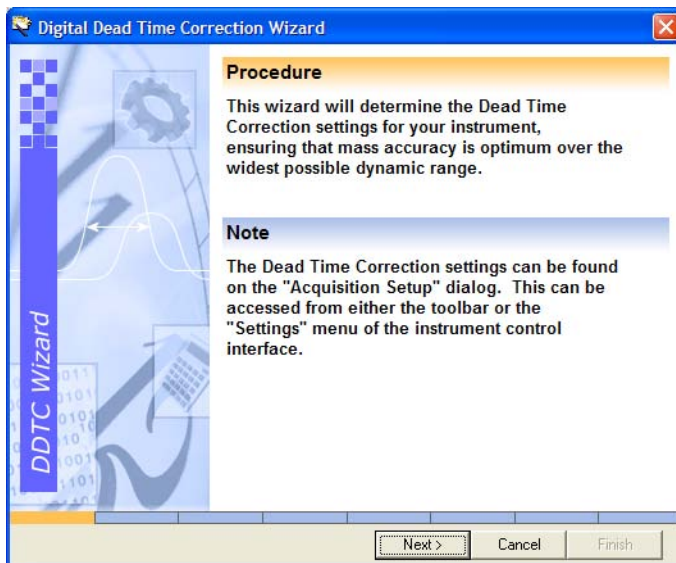 Digital Dead Time Correction Wizard
Procedure
This wizard will determine the Dead Time
Correction settings for your instrument,
ensuring that mass accuracy is optimum over the
widest possible dynamic range.
Note
The Dead Time Correction settings can be found
on the "Acquisition Setup" dialog. This can be
accessed from either the toolbar or the
"Settings" menu of the instrument control
interface.
DDTC Wizard
Next >
Cancel
Finish